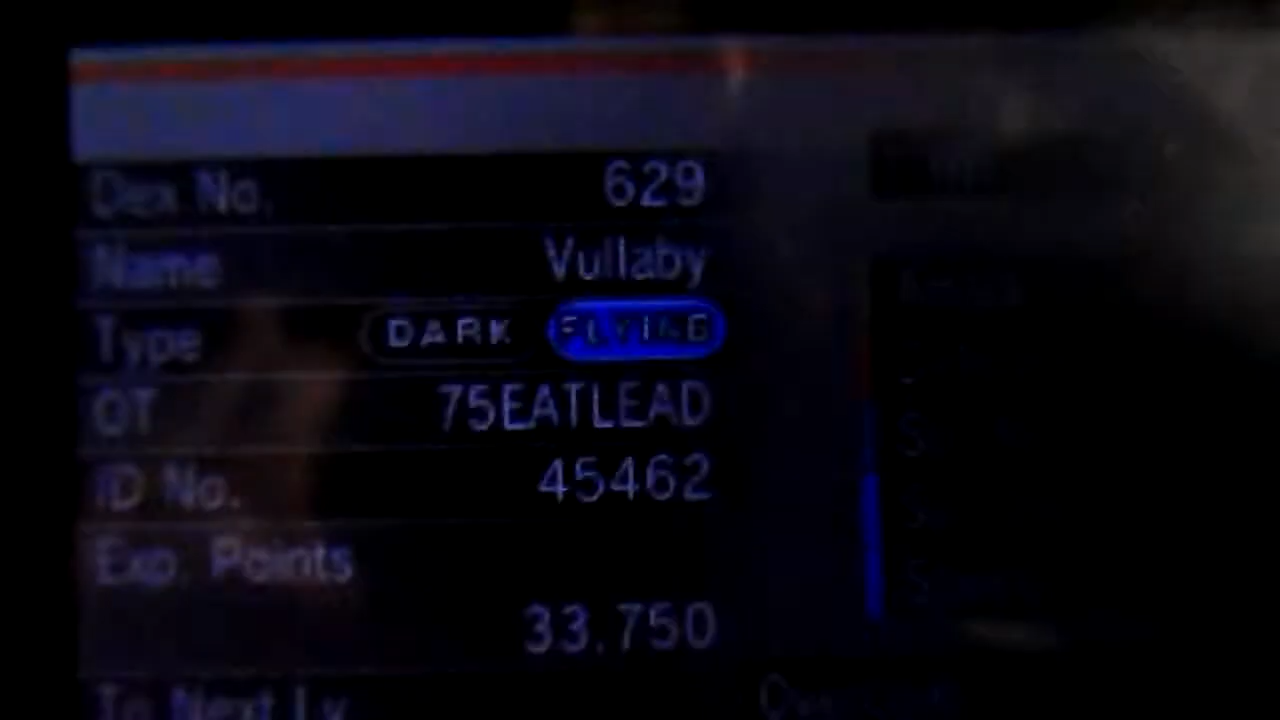 Dex No. 629
Name Vullaby
Type DARK FLYING
OT 75EATLEAD
ID No. 45462
Exp. Points
33,750
To Next Lv.